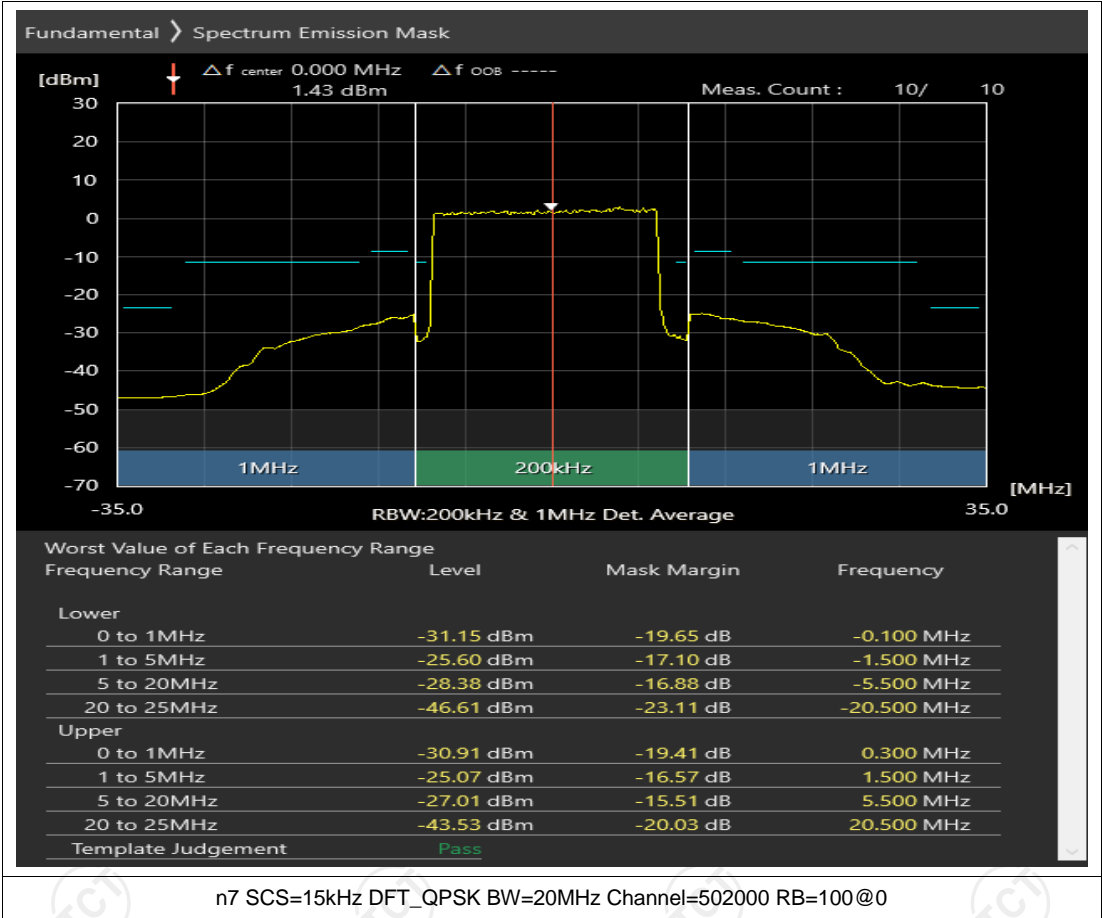 Fundamental ❯ Spectrum Emission Mask
[dBm] △f center 0.000 MHz △f OOB -----
1.43 dBm Meas. Count : 10/ 10
30
20
10
0
-10
-20
-30
-40
-50
-60
-70
1MHz 200kHz 1MHz
[MHz]
-35.0 RBW:200kHz & 1MHz Det. Average 35.0
Worst Value of Each Frequency Range
Frequency Range Level Mask Margin Frequency
Lower
0 to 1MHz -31.15 dBm -19.65 dB -0.100 MHz
1 to 5MHz -25.60 dBm -17.10 dB -1.500 MHz
5 to 20MHz -28.38 dBm -16.88 dB -5.500 MHz
20 to 25MHz -46.61 dBm -23.11 dB -20.500 MHz
Upper
0 to 1MHz -30.91 dBm -19.41 dB 0.300 MHz
1 to 5MHz -25.07 dBm -16.57 dB 1.500 MHz
5 to 20MHz -27.01 dBm -15.51 dB 5.500 MHz
20 to 25MHz -43.53 dBm -20.03 dB 20.500 MHz
Template Judgement Pass
n7 SCS=15kHz DFT_QPSK BW=20MHz Channel=502000 RB=100@0
TCT TCT TCT TCT